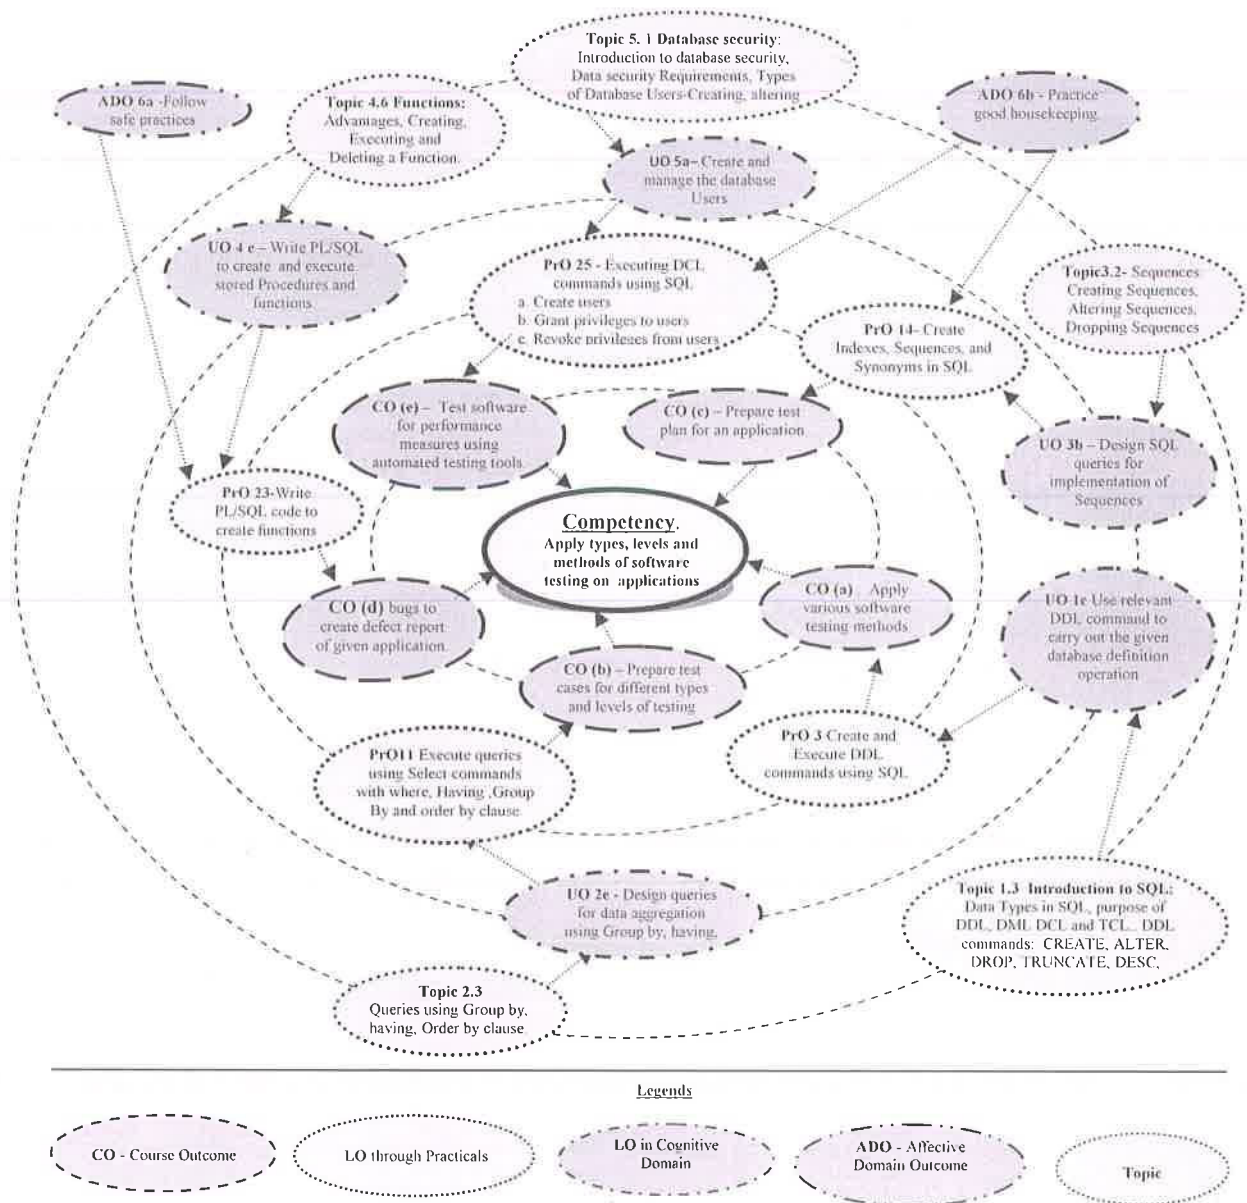 Topic 5. 1 Database security:
Introduction to database security,
Data security Requirements, Types
of Database Users-Creating, altering
ADO 6a -Follow
safe practices
Topic 4.6 Functions:
Advantages, Creating,
Executing and
Deleting a Function.
ADO 6b - Practice
good housekeeping.
UO 5a– Create and
manage the database
Users
UO 4 e – Write PL/SQL
to create and execute
stored Procedures and
functions
PrO 25 - Executing DCL
commands using SQL
a. Create users
b. Grant privileges to users
c. Revoke privileges from users
Topic3.2- Sequences
Creating Sequences,
Altering Sequences,
Dropping Sequences
PrO 14– Create
Indexes, Sequences, and
Synonyms in SQL
CO (e) – Test software
for performance
measures using
automated testing tools
CO (c) – Prepare test
plan for an application
UO 3b – Design SQL
queries for
implementation of
Sequences
PrO 23-Write
PL/SQL code to
create functions
Competency.
Apply types, levels and
methods of software
testing on applications
CO (d) bugs to
create defect report
of given application.
CO (a) . Apply
various software
testing methods
UO 1e Use relevant
DDL command to
carry out the given
database definition
operation
CO (b) – Prepare test
cases for different types
and levels of testing
PrO11 Execute queries
using Select commands
with where, Having ,Group
By and order by clause
PrO 3 Create and
Execute DDL
commands using SQL
UO 2e - Design queries
for data aggregation
using Group by, having,
Topic 1.3 Introduction to SQL:
Data Types in SQL, purpose of
DDL, DML DCL and TCL. DDL
commands: CREATE, ALTER,
DROP, TRUNCATE, DESC,
Topic 2.3
Queries using Group by,
having, Order by clause
Legends
CO - Course Outcome
LO through Practicals
LO in Cognitive
Domain
ADO - Affective
Domain Outcome
Topic